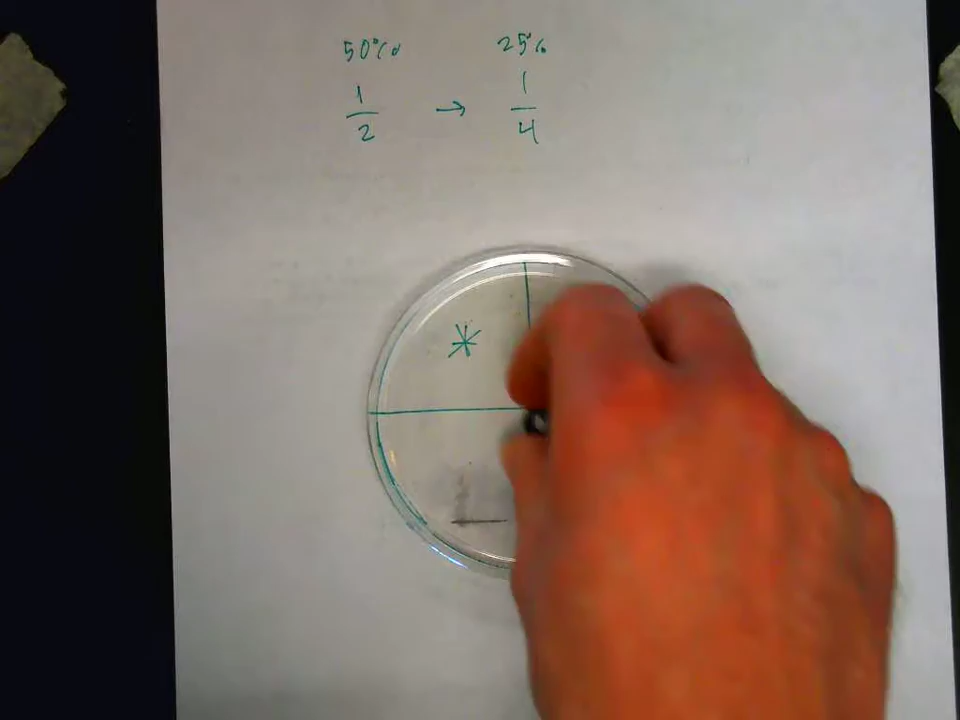 50% 25%
1/2 → 1/4
*